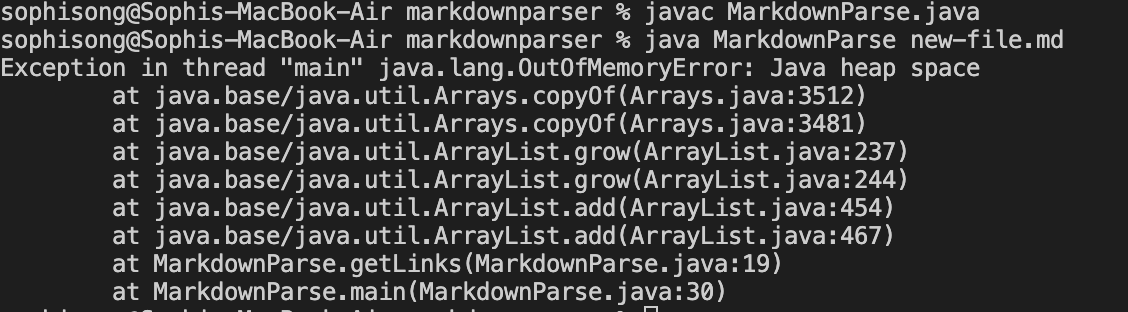 sophisong@Sophis-MacBook-Air markdownparser % javac MarkdownParse.java
sophisong@Sophis-MacBook-Air markdownparser % java MarkdownParse new-file.md
Exception in thread "main" java.lang.OutOfMemoryError: Java heap space
        at java.base/java.util.Arrays.copyOf(Arrays.java:3512)
        at java.base/java.util.Arrays.copyOf(Arrays.java:3481)
        at java.base/java.util.ArrayList.grow(ArrayList.java:237)
        at java.base/java.util.ArrayList.grow(ArrayList.java:244)
        at java.base/java.util.ArrayList.add(ArrayList.java:454)
        at java.base/java.util.ArrayList.add(ArrayList.java:467)
        at MarkdownParse.getLinks(MarkdownParse.java:19)
        at MarkdownParse.main(MarkdownParse.java:30)